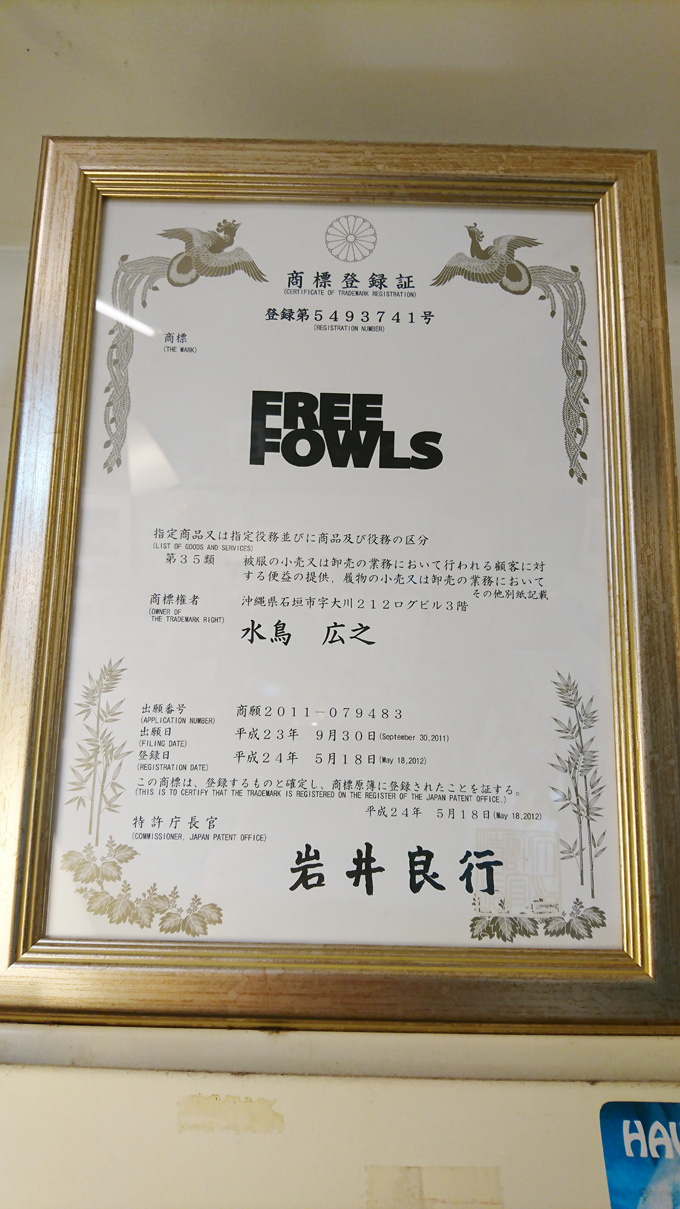 商標登録証
(CERTIFICATE OF TRADEMARK REGISTRATION)
登録第5493741号
(REGISTRATION NUMBER)
商標
(THE MARK)
FREE
FOWLS
指定商品又は指定役務並びに商品及び役務の区分
(LIST OF GOODS AND SERVICES)
第35類 被服の小売又は卸売の業務において行われる顧客に対
する便益の提供，履物の小売又は卸売の業務において
その他別紙記載
商標権者 沖縄県石垣市字大川212ログビル3階
(OWNER OF
THE TRADEMARK RIGHT)
水鳥 広之
出願番号 商願2011-079483
(APPLICATION NUMBER)
出願日 平成23年 9月30日(September 30,2011)
(FILING DATE)
登録日 平成24年 5月18日(May 18,2012)
(REGISTRATION DATE)
この商標は、登録するものと確定し、商標原簿に登録されたことを証する。
(THIS IS TO CERTIFY THAT THE TRADEMARK IS REGISTERED ON THE REGISTER OF THE JAPAN PATENT OFFICE.)
平成24年 5月18日(May 18,2012)
特許庁長官
(COMMISSIONER, JAPAN PATENT OFFICE)
岩井良行